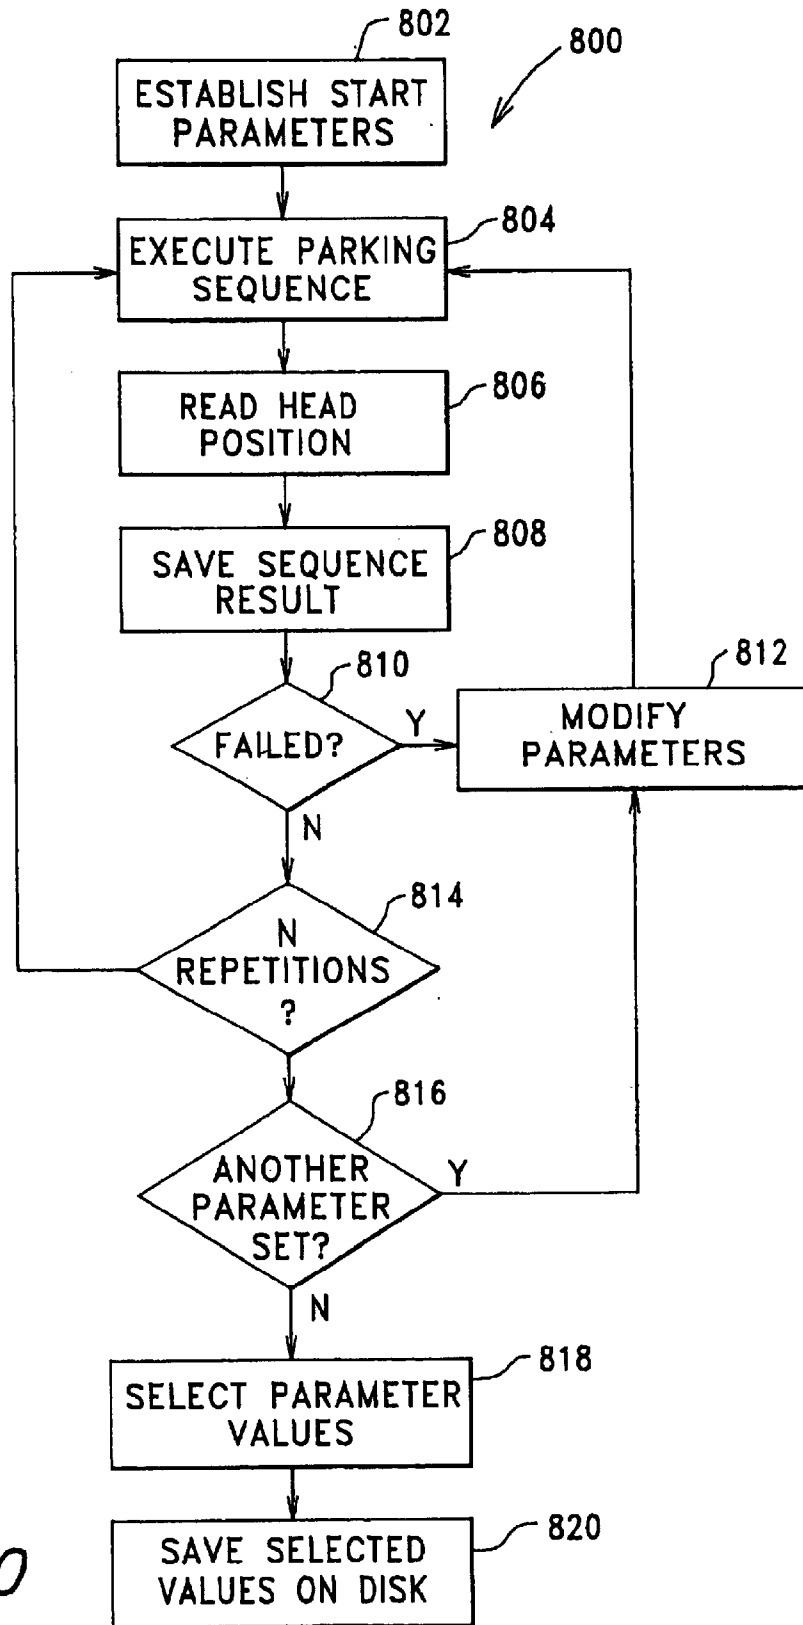 802
800
ESTABLISH START
PARAMETERS
804
EXECUTE PARKING
SEQUENCE
806
READ HEAD
POSITION
808
SAVE SEQUENCE
RESULT
810
FAILED?
Y
812
MODIFY
PARAMETERS
N
814
N
REPETITIONS
?
816
ANOTHER
PARAMETER
SET?
Y
N
818
SELECT PARAMETER
VALUES
820
SAVE SELECTED
VALUES ON DISK